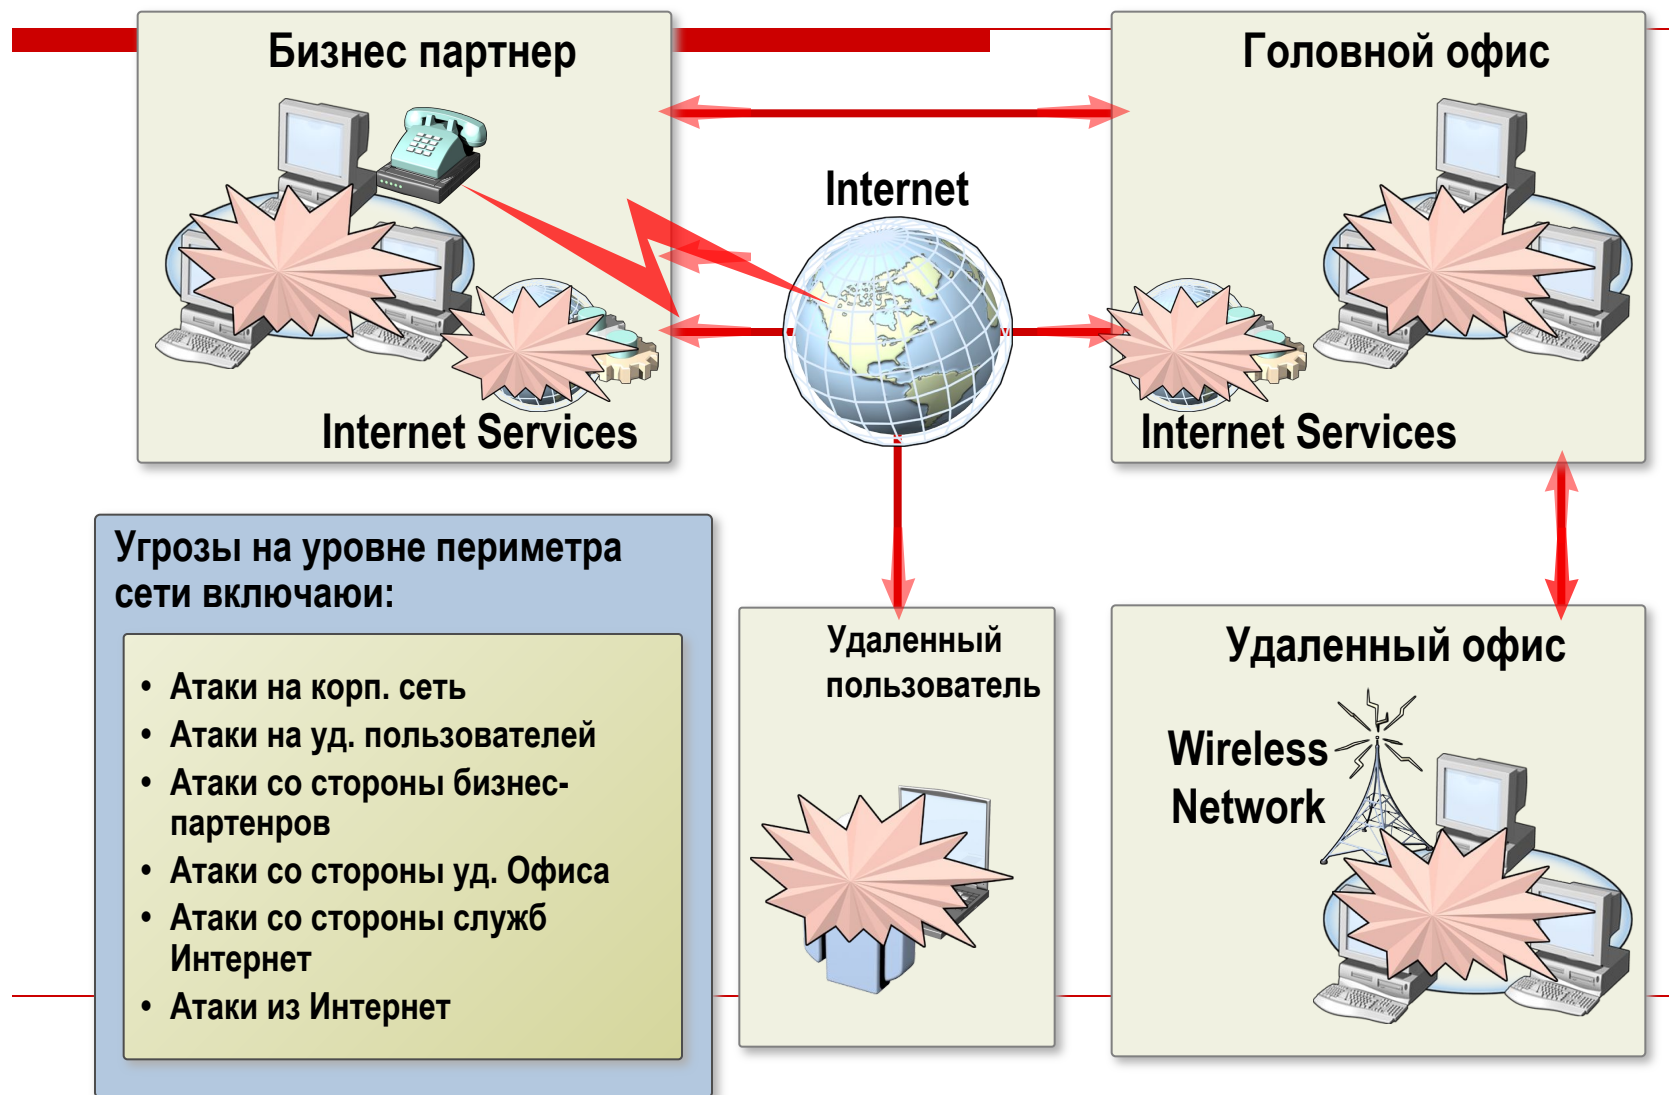 Бизнес партнер
Головной офис
Internet
Internet Services
Internet Services
Угрозы на уровне периметра
сети включаюи:
• Атаки на корп. сеть
• Атаки на уд. пользователей
• Атаки со стороны бизнес-
партенров
• Атаки со стороны уд. Офиса
• Атаки со стороны служб
Интернет
• Атаки из Интернет
Удаленный
пользователь
Удаленный офис
Wireless
Network